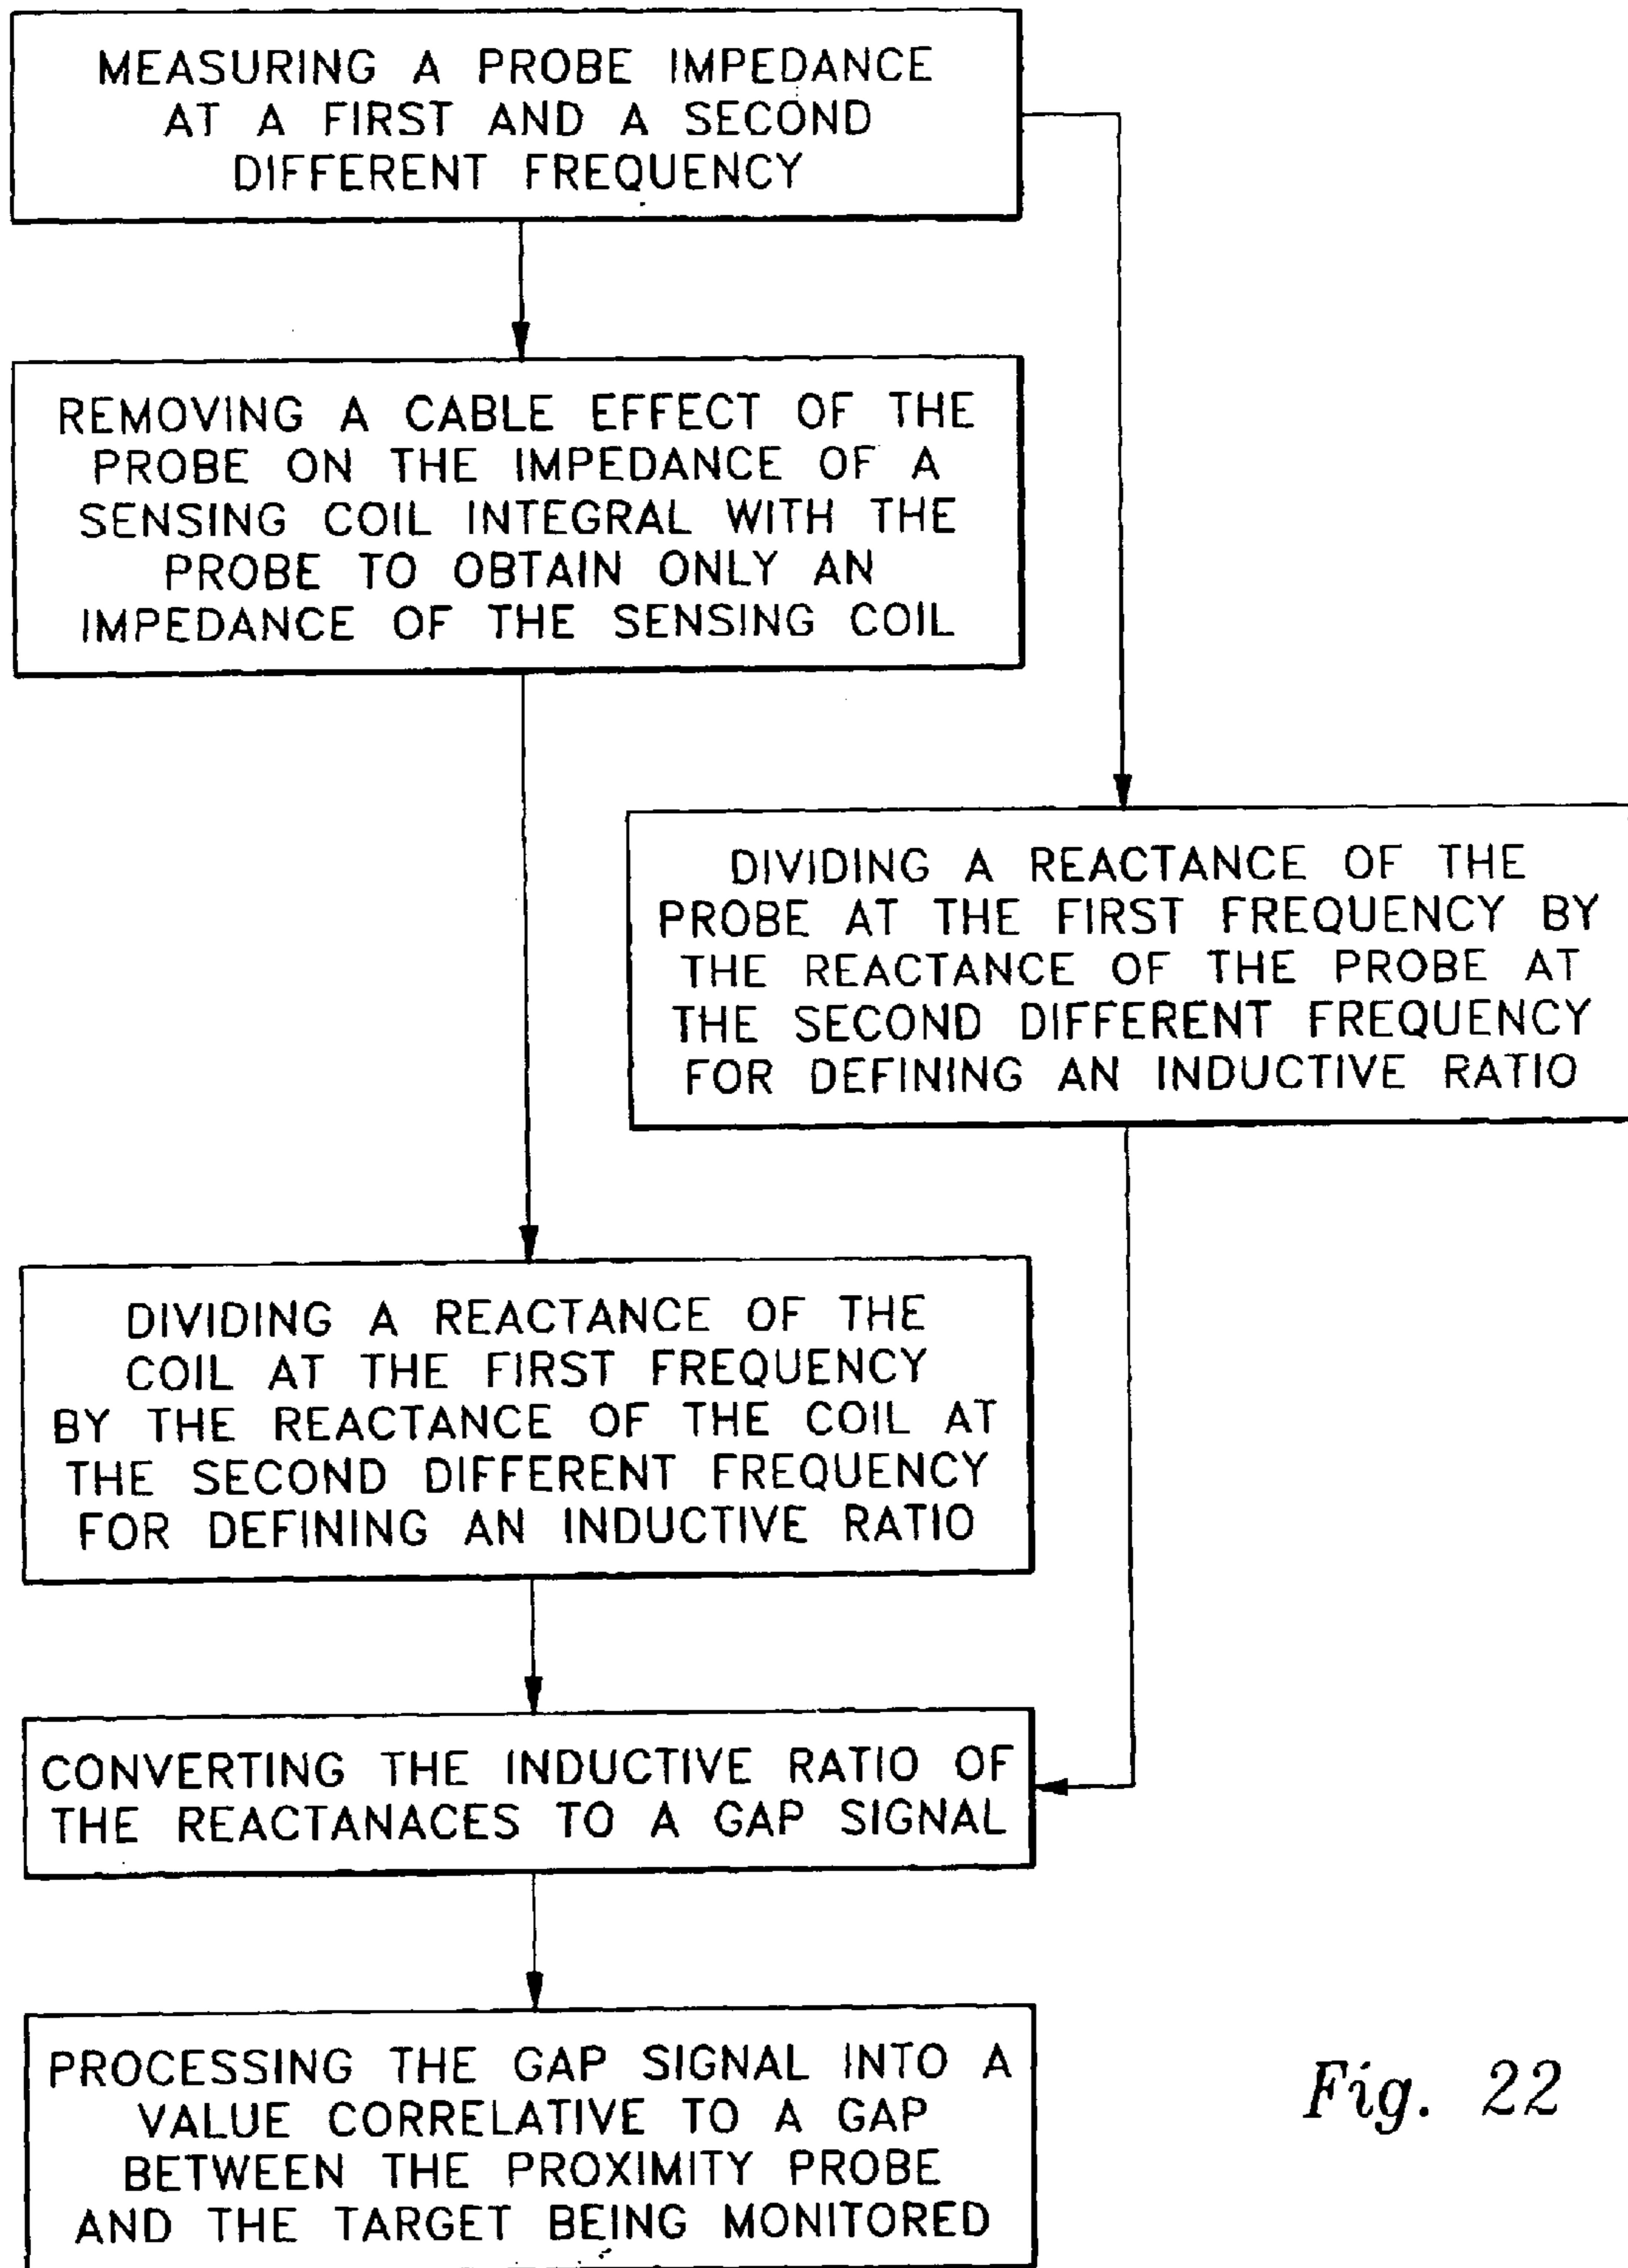 MEASURING A PROBE IMPEDANCE
AT A FIRST AND A SECOND
DIFFERENT FREQUENCY
REMOVING A CABLE EFFECT OF THE
PROBE ON THE IMPEDANCE OF A
SENSING COIL INTEGRAL WITH THE
PROBE TO OBTAIN ONLY AN
IMPEDANCE OF THE SENSING COIL
DIVIDING A REACTANCE OF THE
PROBE AT THE FIRST FREQUENCY BY
THE REACTANCE OF THE PROBE AT
THE SECOND DIFFERENT FREQUENCY
FOR DEFINING AN INDUCTIVE RATIO
DIVIDING A REACTANCE OF THE
COIL AT THE FIRST FREQUENCY
BY THE REACTANCE OF THE COIL AT
THE SECOND DIFFERENT FREQUENCY
FOR DEFINING AN INDUCTIVE RATIO
CONVERTING THE INDUCTIVE RATIO OF
THE REACTANACES TO A GAP SIGNAL
PROCESSING THE GAP SIGNAL INTO A
VALUE CORRELATIVE TO A GAP
BETWEEN THE PROXIMITY PROBE
AND THE TARGET BEING MONITORED
Fig. 22